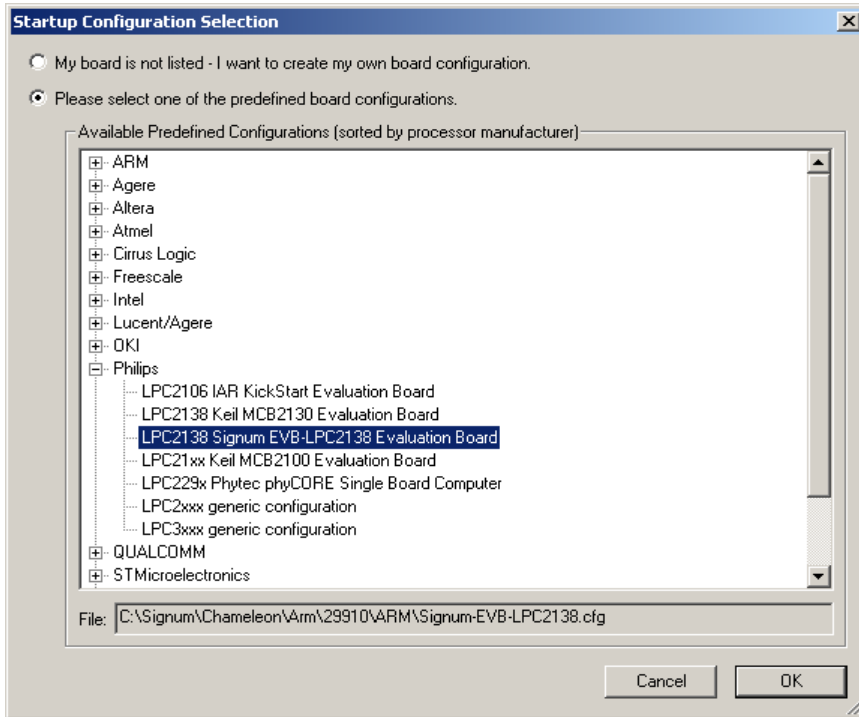 Startup Configuration Selection
My board is not listed - I want to create my own board configuration.
Please select one of the predefined board configurations.
Available Predefined Configurations (sorted by processor manufacturer)
ARM
Agere
Altera
Atmel
Cirrus Logic
Freescale
Intel
Lucent/Agere
OKI
Philips
LPC2106 IAR KickStart Evaluation Board
LPC2138 Keil MCB2130 Evaluation Board
LPC2138 Signum EVB-LPC2138 Evaluation Board
LPC21xx Keil MCB2100 Evaluation Board
LPC229x Phytec phyCORE Single Board Computer
LPC2xxx generic configuration
LPC3xxx generic configuration
QUALCOMM
STMicroelectronics
File: C:\Signum\Chameleon\Arm\29910\ARM\Signum-EVB-LPC2138.cfg
Cancel OK